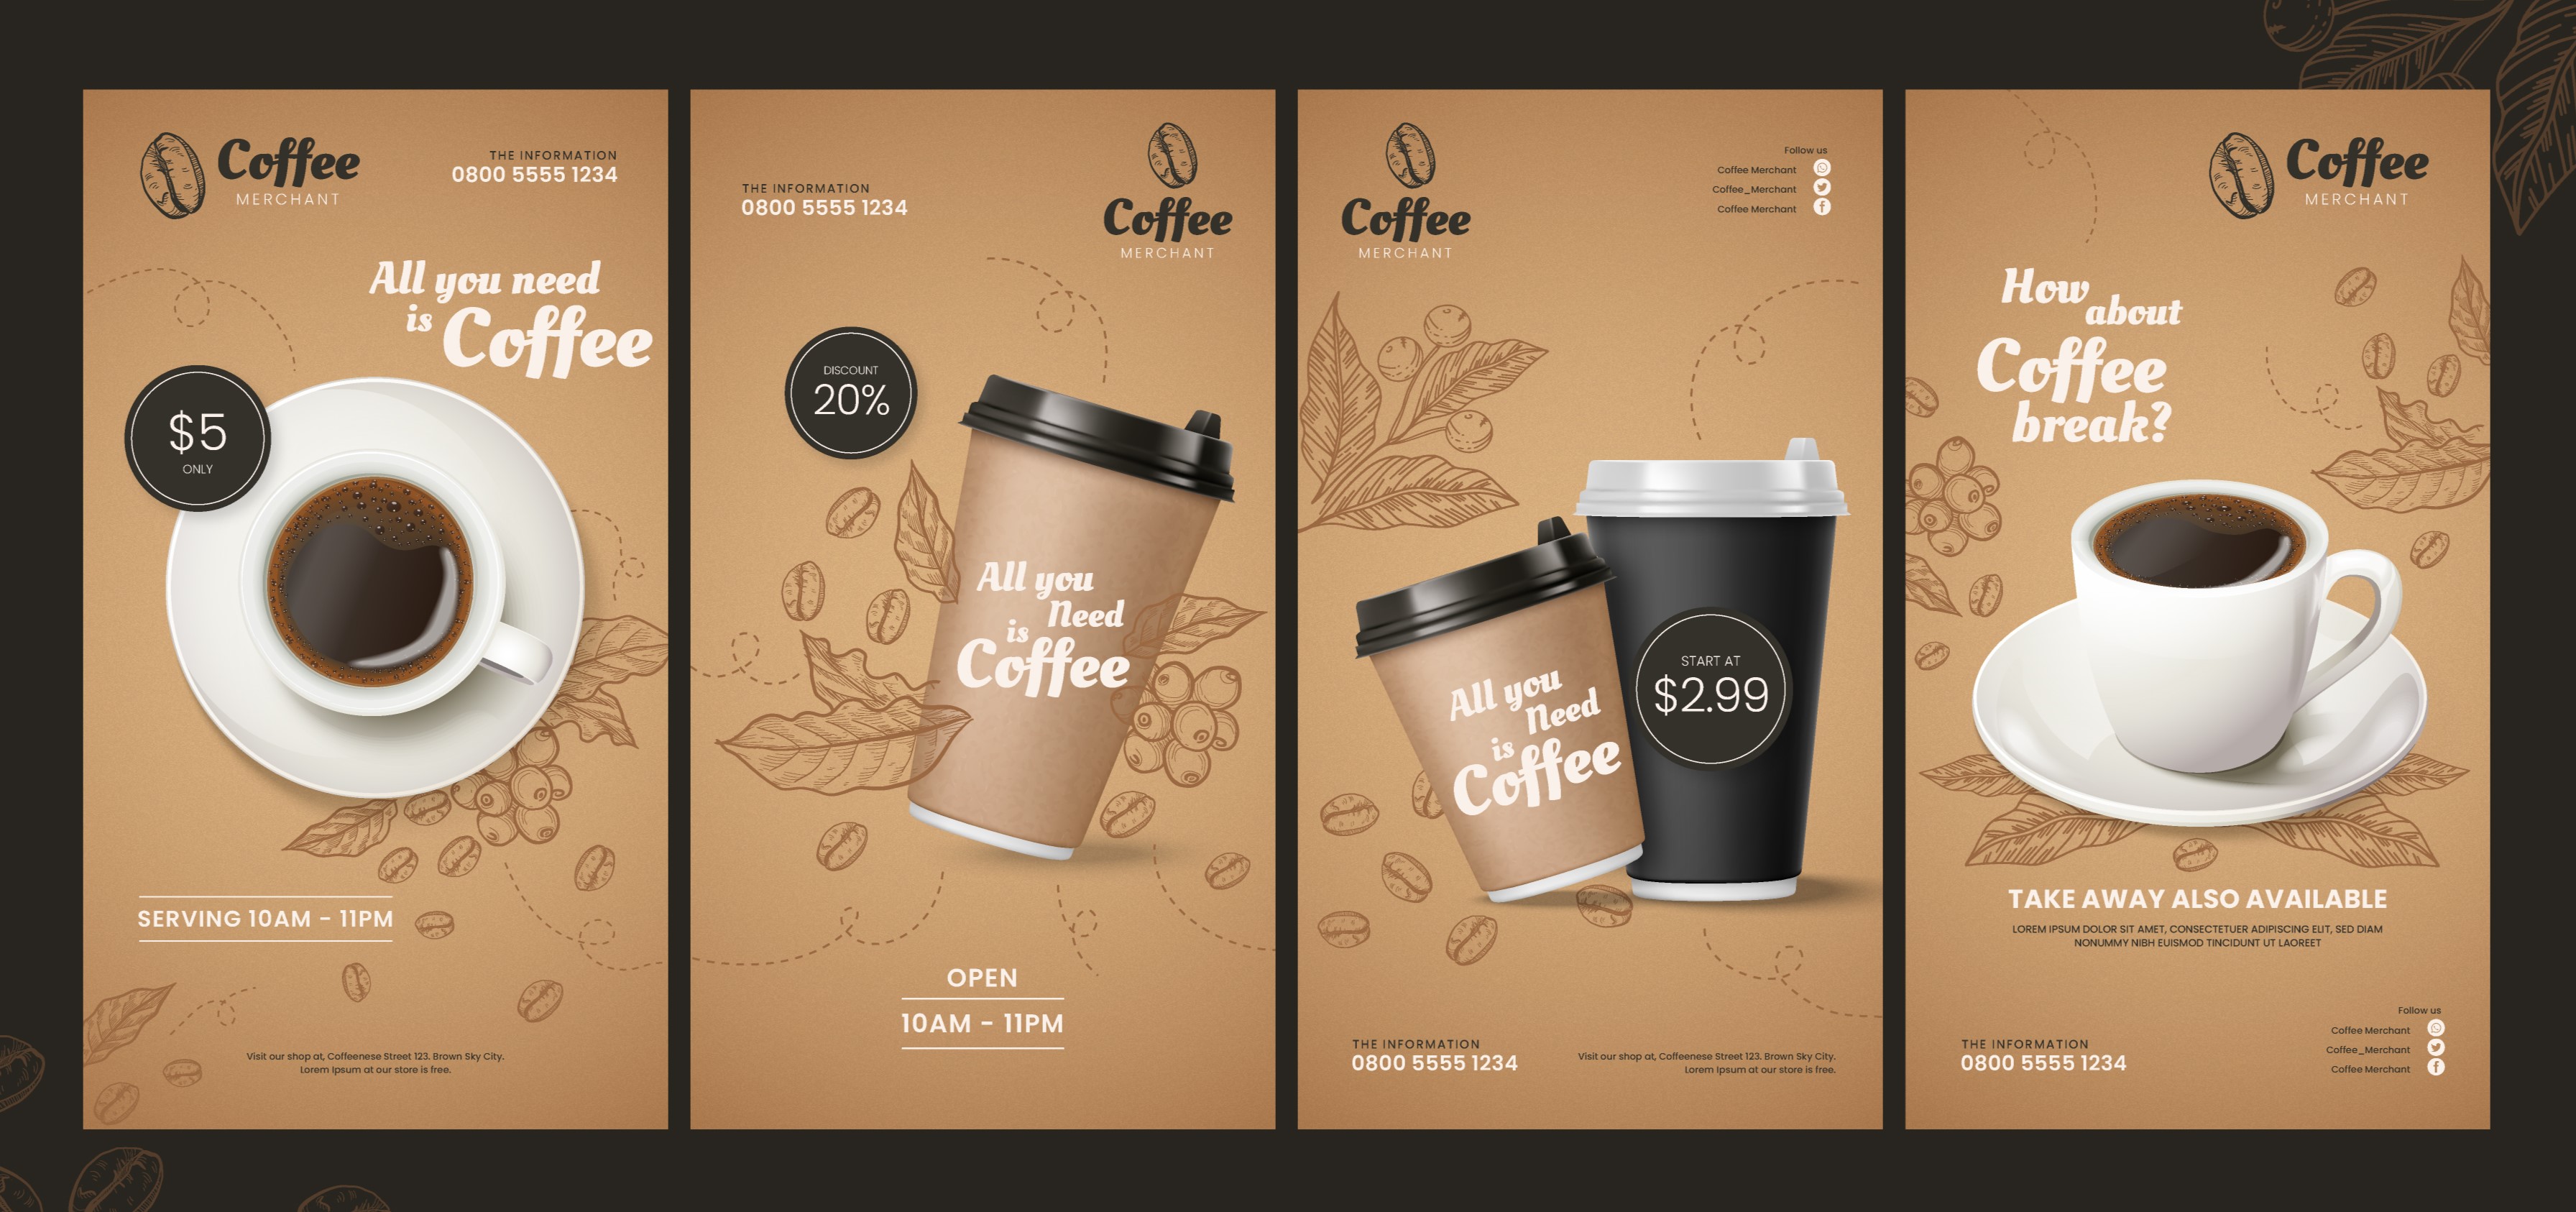 Coffee
MERCHANT
THE INFORMATION
0800 5555 1234
All you need
is Coffee
$5
ONLY
SERVING 10AM - 11PM
Visit our shop at, Coffeenese Street 123. Brown Sky City.
Lorem Ipsum at our store is free.
THE INFORMATION
0800 5555 1234
Coffee
MERCHANT
DISCOUNT
20%
All you
Need
is
Coffee
OPEN
10AM - 11PM
Coffee
MERCHANT
Follow us
Coffee Merchant
Coffee_Merchant
Coffee Merchant
All you
Need
is
Coffee
START AT
$2.99
THE INFORMATION
0800 5555 1234
Visit our shop at, Coffeenese Street 123. Brown Sky City.
Lorem Ipsum at our store is free.
Coffee
MERCHANT
How
about
Coffee
break?
TAKE AWAY ALSO AVAILABLE
LOREM IPSUM DOLOR SIT AMET, CONSECTETUER ADIPISCING ELIT, SED DIAM
NONUMMY NIBH EUISMOD TINCIDUNT UT LAOREET
THE INFORMATION
0800 5555 1234
Follow us
Coffee Merchant
Coffee_Merchant
Coffee Merchant